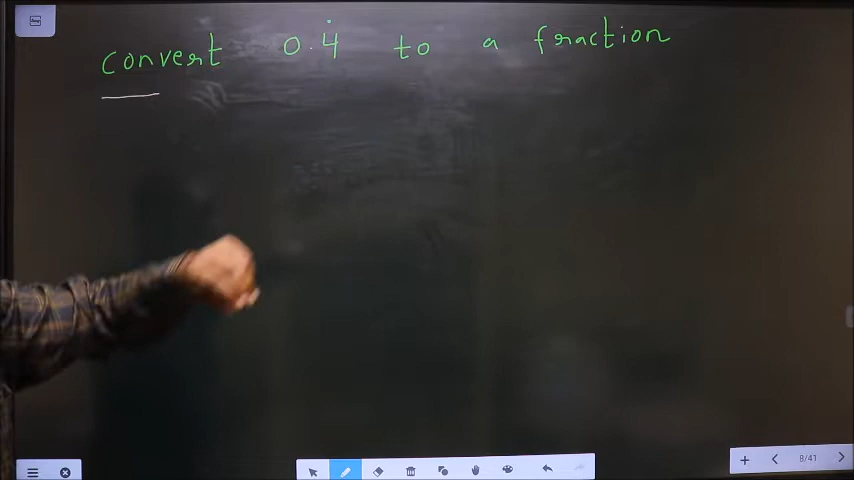 convert 0.4̇ to a fraction
8/41